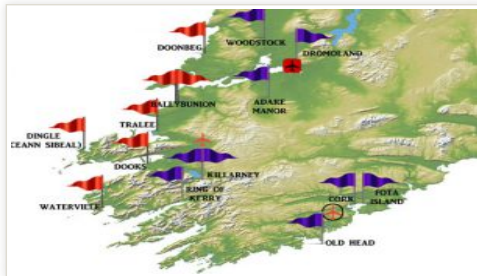 WOODSTOCK
DOONBEG
DROMOLAND
BALLYBUNION
ADARE
MANOR
TRALEE
DINGLE
(CEANN SIBEAL)
DOOKS
KILLARNEY
RING OF
KERRY
WATERVILLE
CORK
FOTA
ISLAND
OLD HEAD